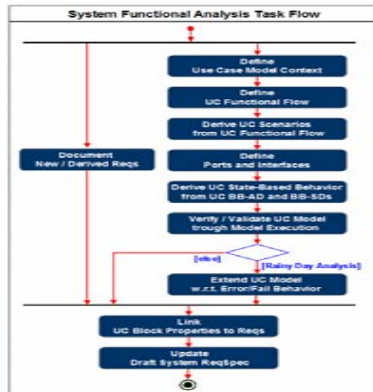 System Functional Analysis Task Flow
Define
Use Case Model Context
Define
UC Functional Flow
Derive UC Scenarios
from UC Functional Flow
Document
New / Derived Reqs
Define
Ports and Interfaces
Derive UC State-Based Behavior
from UC BB-AD and BB-SDs
Verify / Validate UC Model
trough Model Execution
[else]
[Rainy Day Analysis]
Extend UC Model
w.r.t. Error/Fail Behavior
Link
UC Block Properties to Reqs
Update
Draft System ReqSpec